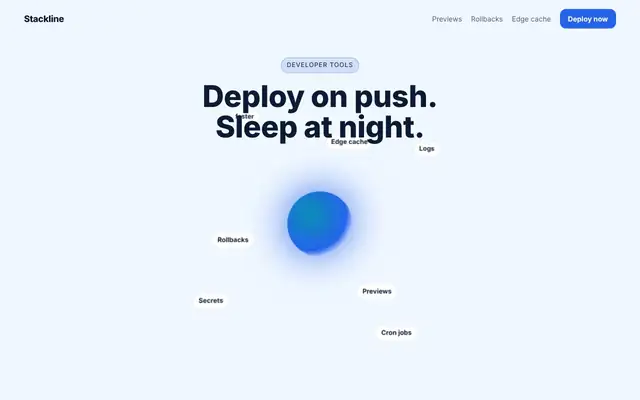 Stackline
Previews
Rollbacks
Edge cache
Deploy now
DEVELOPER TOOLS
Deploy on push.
Sleep at night.
Edge cache
Logs
Rollbacks
Previews
Secrets
Cron jobs